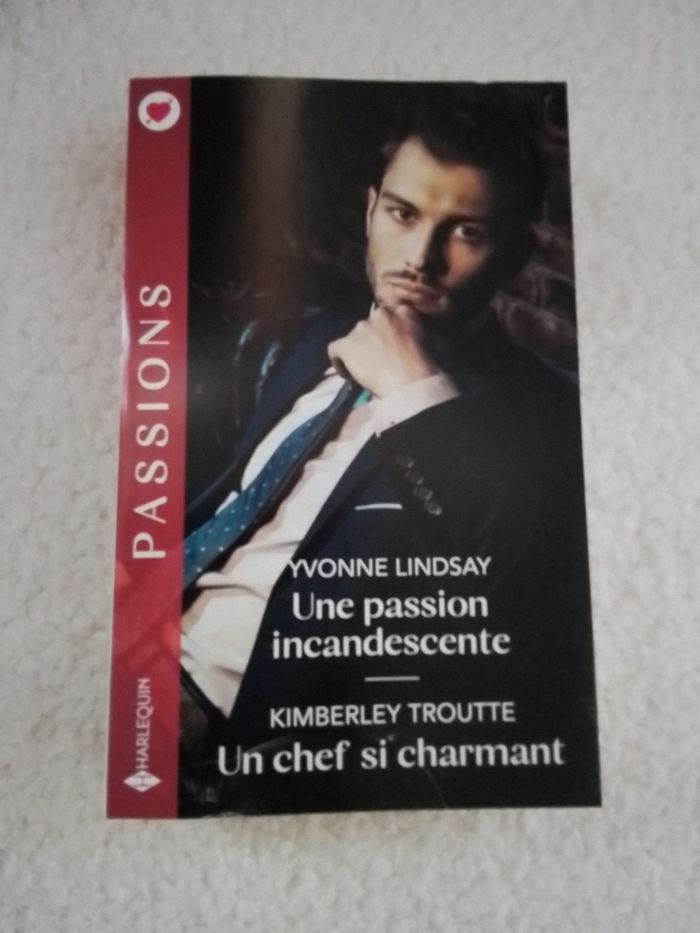 PASSIONS
HARLEQUIN
YVONNE LINDSAY
Une passion
incandescente
KIMBERLEY TROUTTE
Un chef si charmant